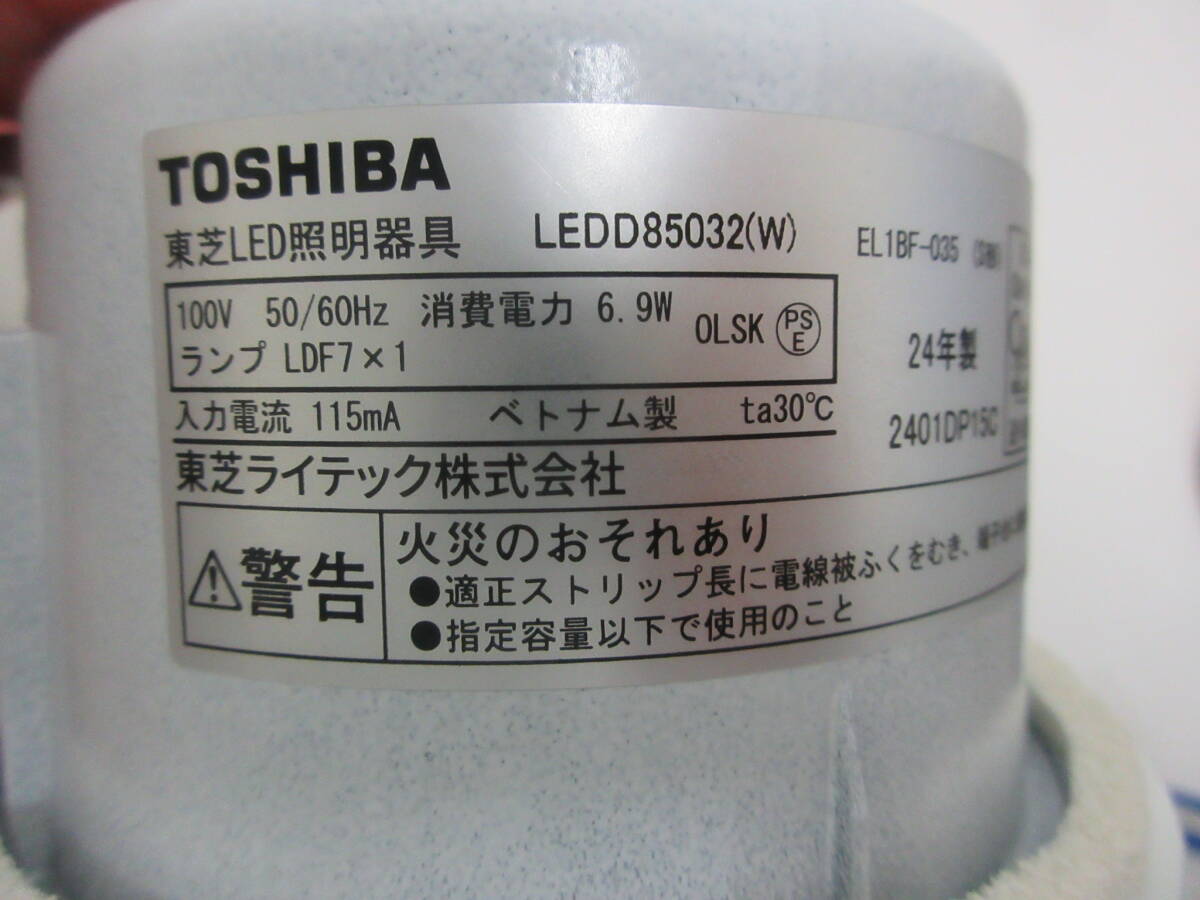 TOSHIBA
東芝LED照明器具 LEDD85032(W) EL1BF-035
100V 50/60Hz 消費電力 6.9W
ランプ LDF7×1
OLSK PSE
24年製
入力電流 115mA ベトナム製 ta30℃
2401DP15C
東芝ライテック株式会社
⚠警告
火災のおそれあり
●適正ストリップ長に電線被ふくをむき、端子
●指定容量以下で使用のこと